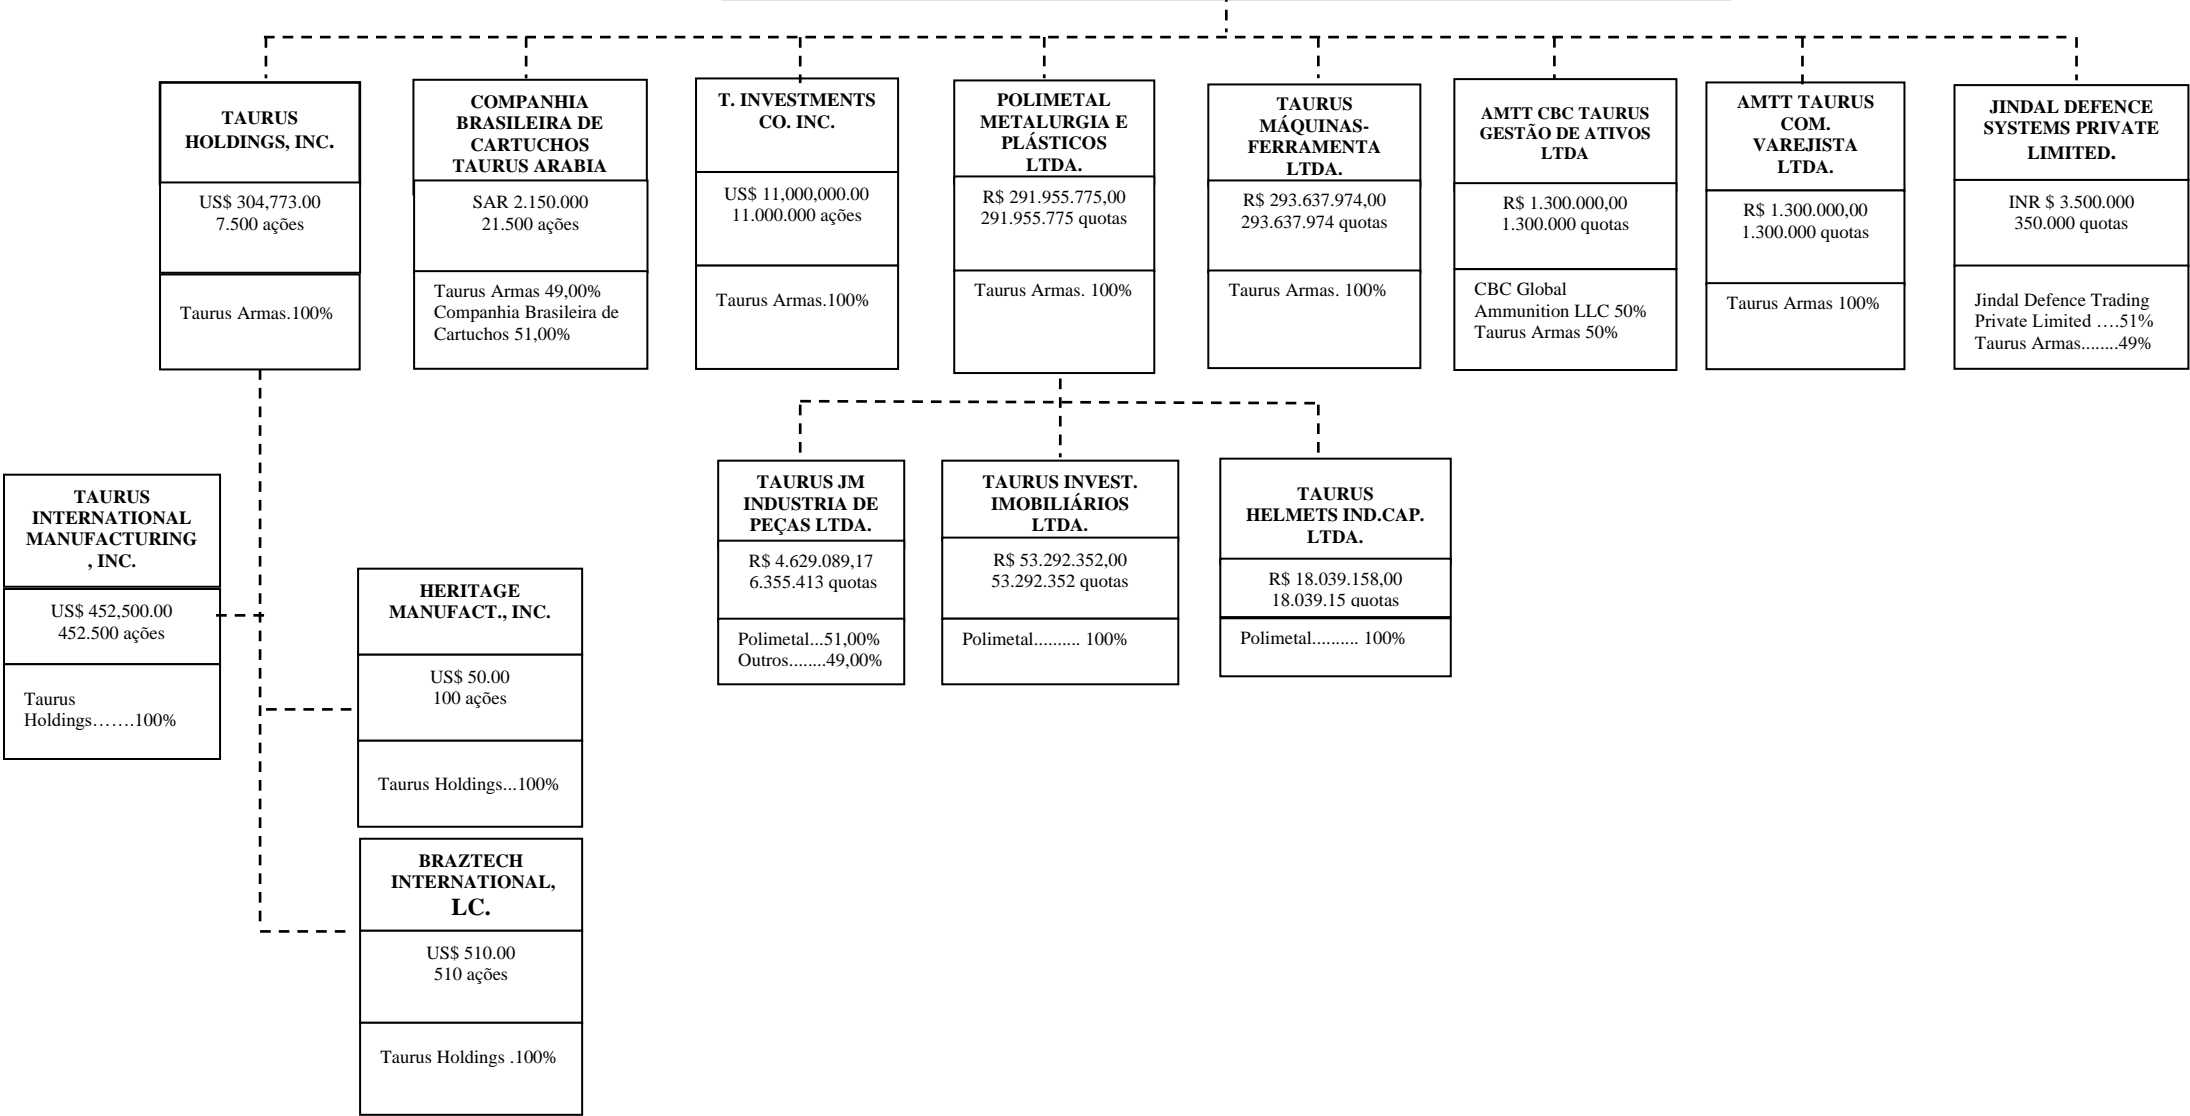 TAURUS
HOLDINGS, INC.
US$ 304,773.00
7.500 ações
Taurus Armas.100%
COMPANHIA
BRASILEIRA DE
CARTUCHOS
TAURUS ARABIA
SAR 2.150.000
21.500 ações
Taurus Armas 49,00%
Companhia Brasileira de
Cartuchos 51,00%
T. INVESTMENTS
CO. INC.
US$ 11,000,000.00
11.000.000 ações
Taurus Armas.100%
POLIMETAL
METALURGIA E
PLÁSTICOS
LTDA.
R$ 291.955.775,00
291.955.775 quotas
Taurus Armas. 100%
TAURUS
MÁQUINAS-
FERRAMENTA
LTDA.
R$ 293.637.974,00
293.637.974 quotas
Taurus Armas. 100%
AMTT CBC TAURUS
GESTÃO DE ATIVOS
LTDA
R$ 1.300.000,00
1.300.000 quotas
CBC Global
Ammunition LLC 50%
Taurus Armas 50%
AMTT TAURUS
COM.
VAREJISTA
LTDA.
R$ 1.300.000,00
1.300.000 quotas
Taurus Armas 100%
JINDAL DEFENCE
SYSTEMS PRIVATE
LIMITED.
INR $ 3.500.000
350.000 quotas
Jindal Defence Trading
Private Limited ….51%
Taurus Armas........49%
TAURUS
INTERNATIONAL
MANUFACTURING
, INC.
US$ 452,500.00
452.500 ações
Taurus
Holdings…….100%
HERITAGE
MANUFACT., INC.
US$ 50.00
100 ações
Taurus Holdings...100%
BRAZTECH
INTERNATIONAL,
LC.
US$ 510.00
510 ações
Taurus Holdings .100%
TAURUS JM
INDUSTRIA DE
PEÇAS LTDA.
R$ 4.629.089,17
6.355.413 quotas
Polimetal...51,00%
Outros........49,00%
TAURUS INVEST.
IMOBILIÁRIOS
LTDA.
R$ 53.292.352,00
53.292.352 quotas
Polimetal.......... 100%
TAURUS
HELMETS IND.CAP.
LTDA.
R$ 18.039.158,00
18.039.15 quotas
Polimetal.......... 100%